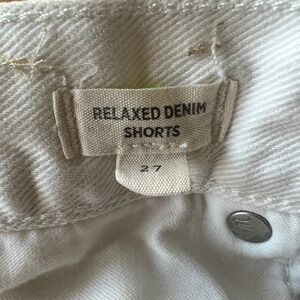 RELAXED DENIM
SHORTS
27